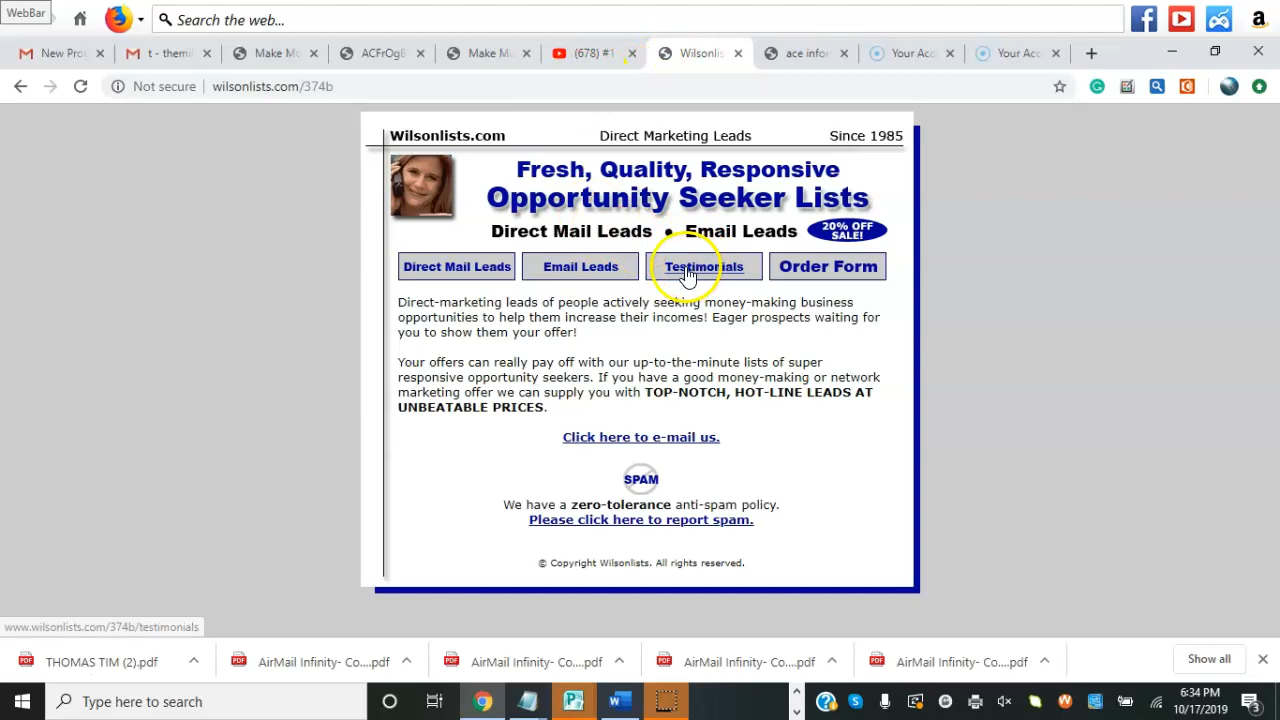 WebBar
Search the web...
New Pro
t - themi
Make Mo
ACFrOgB
Make M
(678) #1
Wilsonlis
ace infor
Your Acc
Your Acc
Not secure
wilsonlists.com/374b
Wilsonlists.com
Direct Marketing Leads
Since 1985
Fresh, Quality, Responsive
Opportunity Seeker Lists
Direct Mail Leads • Email Leads
20% OFF
SALE!
Direct Mail Leads
Email Leads
Testimonials
Order Form
Direct-marketing leads of people actively seeking money-making business
opportunities to help them increase their incomes! Eager prospects waiting for
you to show them your offer!
Your offers can really pay off with our up-to-the-minute lists of super
responsive opportunity seekers. If you have a good money-making or network
marketing offer we can supply you with TOP-NOTCH, HOT-LINE LEADS AT
UNBEATABLE PRICES.
Click here to e-mail us.
SPAM
We have a zero-tolerance anti-spam policy.
Please click here to report spam.
© Copyright Wilsonlists. All rights reserved.
www.wilsonlists.com/374b/testimonials
THOMAS TIM (2).pdf
AirMail Infinity- Co....pdf
AirMail Infinity- Co....pdf
AirMail Infinity- Co....pdf
AirMail Infinity- Co....pdf
Show all
Type here to search
6:34 PM
10/17/2019